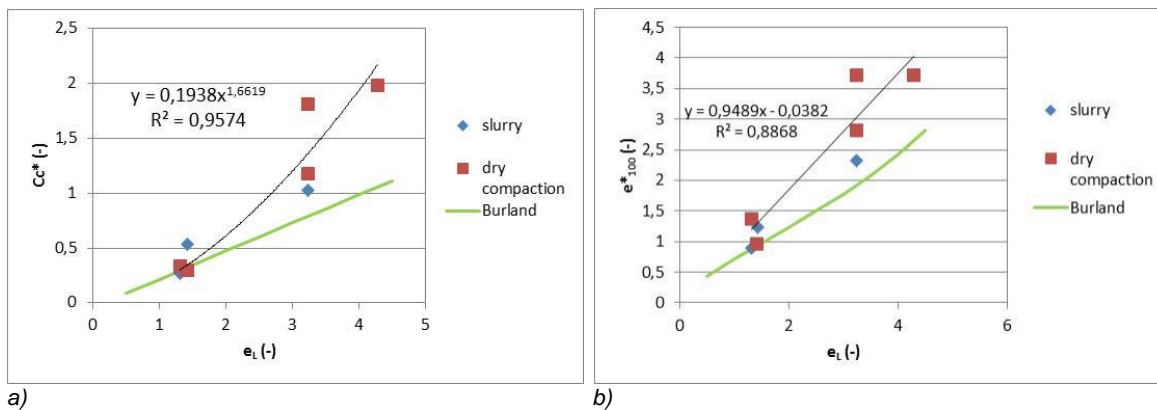 2,5
2
1,5
1
0,5
0
0
1
2
3
4
5
Cc* (-)
e_L (-)
y = 0,1938x^1,6619
R² = 0,9574
slurry
dry
compaction
Burland
a)
4,5
4
3,5
3
2,5
2
1,5
1
0,5
0
0
2
4
6
e*_100 (-)
e_L (-)
y = 0,9489x - 0,0382
R² = 0,8868
slurry
dry
compaction
Burland
b)